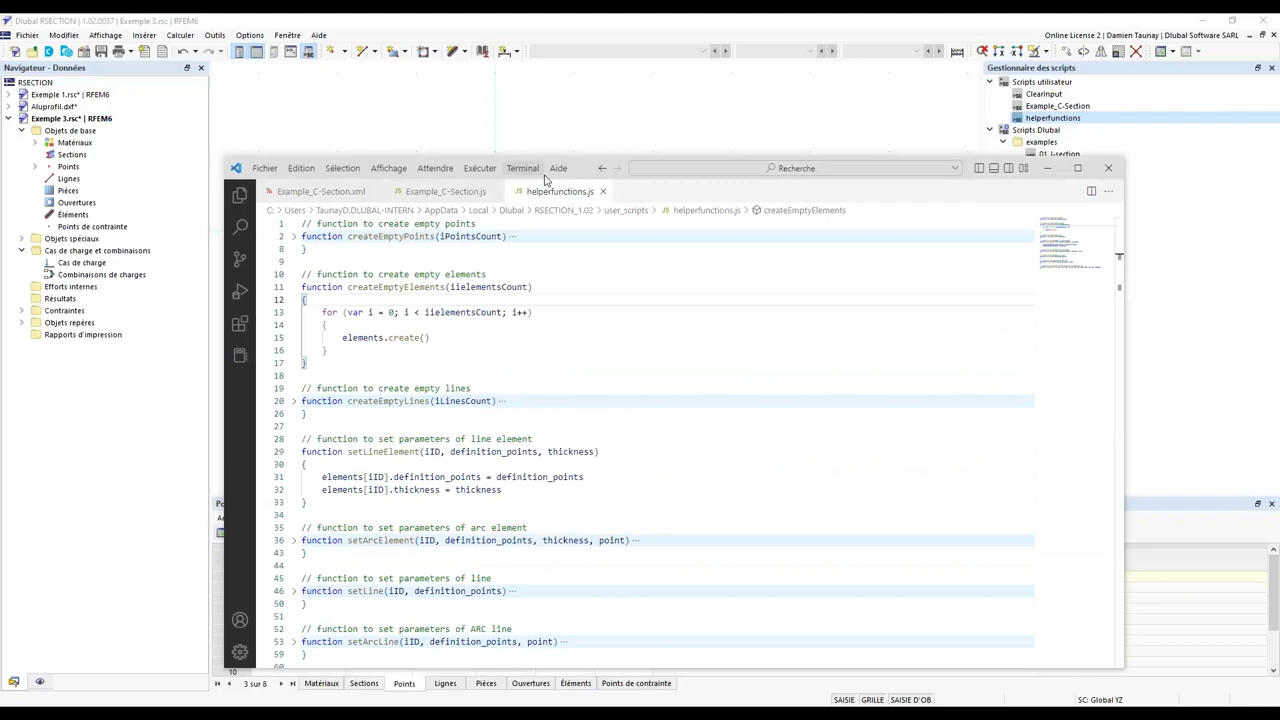 Dlubal RSECTION | 1.02.0037 | Exemple 3.rsc* | RFEM6
Fichier Modifier Affichage Insérer Calculer Outils Options Fenêtre Aide
Online License 2 | Damien Taunay | Dlubal Software SARL
Navigateur - Données
RSECTION
Exemple 1.rsc* | RFEM6
Aluprofil.dxf*
Exemple 3.rsc* | RFEM6
Objets de base
Matériaux
Sections
Points
Lignes
Pièces
Ouvertures
Éléments
Points de contrainte
Objets spéciaux
Cas de charge et combinaisons
Cas de charge
Combinaisons de charges
Efforts internes
Résultats
Contraintes
Objets repères
Rapports d'impression
Gestionnaire des scripts
Scripts utilisateur
ClearInput
Example_C-Section
helperfunctions
Scripts Dlubal
examples
01_I-section
Fichier Edition Sélection Affichage Atteindre Exécuter Terminal Aide
Recherche
Example_C-Section.xml Example_C-Section.js helperfunctions.js
C: > Users > TaunayD.DLUBAL-INTERN > AppData > Local > Dlubal > RSECTION_1.02 > user_scripts > helperfunctions.js > createEmptyElements
1 // function to create empty points
2 function createEmptyPoints(iPointsCount) ···
8 }
9
10 // function to create empty elements
11 function createEmptyElements(iielementsCount)
12 {
13 for (var i = 0; i < iielementsCount; i++)
14 {
15 elements.create()
16 }
17 }
18
19 // function to create empty lines
20 function createEmptyLines(iLinesCount) ···
26 }
27
28 // function to set parameters of line element
29 function setLineElement(iID, definition_points, thickness)
30 {
31 elements[iID].definition_points = definition_points
32 elements[iID].thickness = thickness
33 }
34
35 // function to set parameters of arc element
36 function setArcElement(iID, definition_points, thickness, point) ···
43 }
44
45 // function to set parameters of line
46 function setLine(iID, definition_points) ···
50 }
51
52 // function to set parameters of ARC line
53 function setArcLine(iID, definition_points, point) ···
59 }
60
10
3 sur 8 Matériaux Sections Points Lignes Pièces Ouvertures Éléments Points de contrainte
SAISIE GRILLE SAISIE D'OB SC: Global YZ